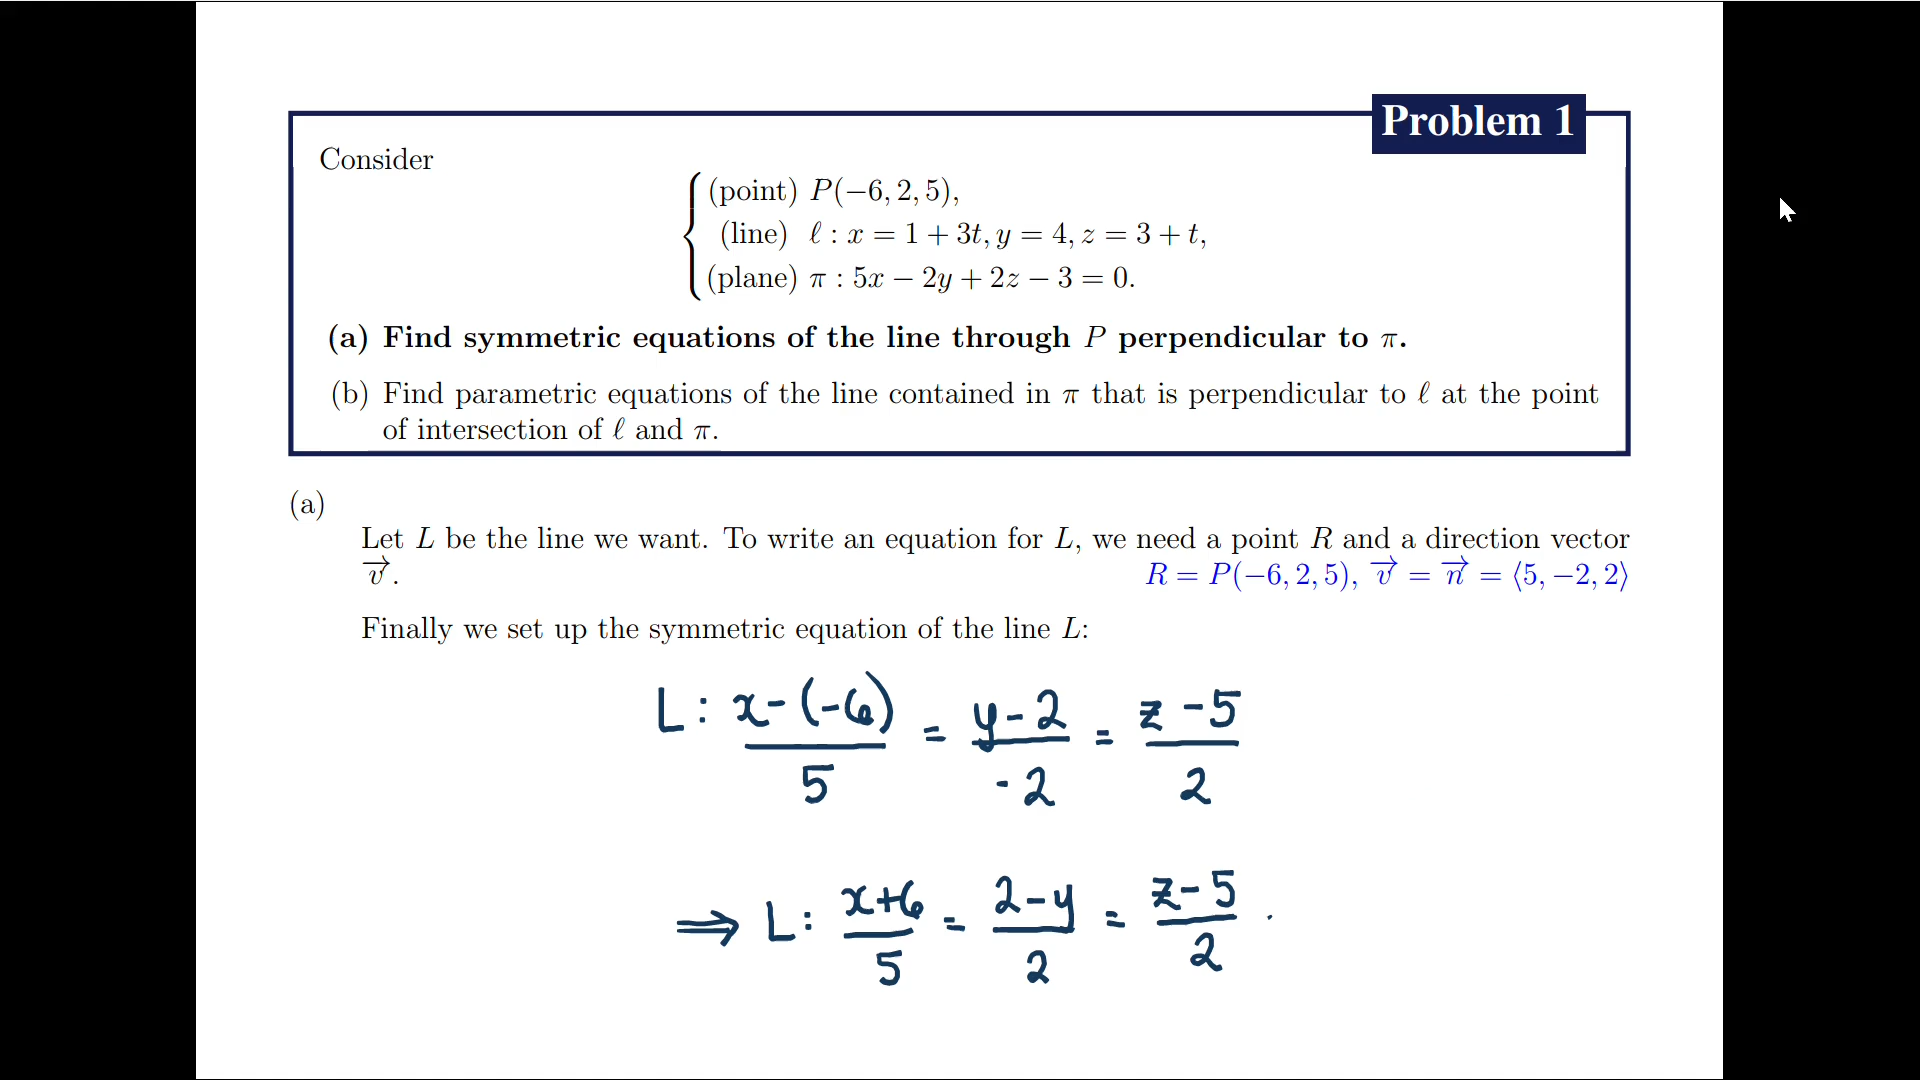 Problem 1
Consider
(point) P(−6, 2, 5),
(line) ℓ : x = 1 + 3t, y = 4, z = 3 + t,
(plane) π : 5x − 2y + 2z − 3 = 0.
(a) Find symmetric equations of the line through P perpendicular to π.
(b) Find parametric equations of the line contained in π that is perpendicular to ℓ at the point
of intersection of ℓ and π.
(a)
Let L be the line we want. To write an equation for L, we need a point R and a direction vector
v⃗. R = P(−6, 2, 5), v⃗ = n⃗ = ⟨5, −2, 2⟩
Finally we set up the symmetric equation of the line L:
L: (x-(-6))/5 = (y-2)/-2 = (z-5)/2
⟹ L: (x+6)/5 = (2-y)/2 = (z-5)/2 .